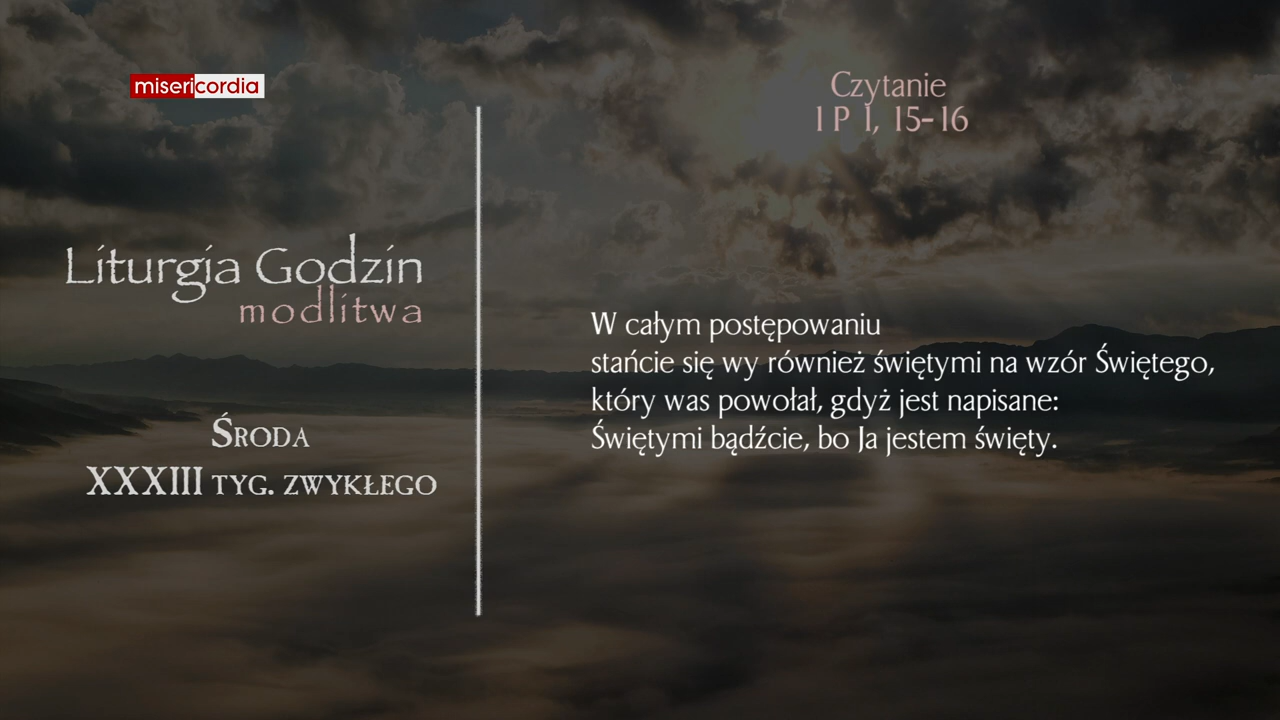 misericordia
Liturgia Godzin
modlitwa
Środa
XXXIII TYG. ZWYKŁEGO
Czytanie
1 P 1, 15-16
W całym postępowaniu
stańcie się wy również świętymi na wzór Świętego,
który was powołał, gdyż jest napisane:
Świętymi bądźcie, bo Ja jestem święty.